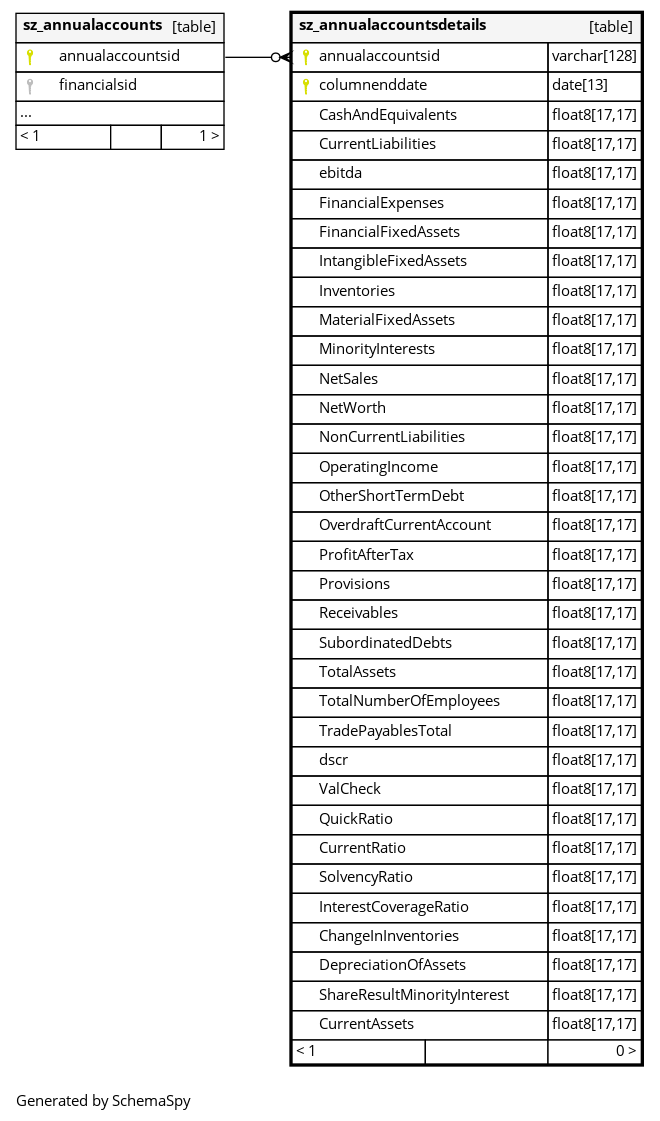 sz_annualaccounts [table]
annualaccountsid
financialsid
...
< 1 1 >
sz_annualaccountsdetails [table]
annualaccountsid varchar[128]
columnenddate date[13]
CashAndEquivalents float8[17,17]
CurrentLiabilities float8[17,17]
ebitda float8[17,17]
FinancialExpenses float8[17,17]
FinancialFixedAssets float8[17,17]
IntangibleFixedAssets float8[17,17]
Inventories float8[17,17]
MaterialFixedAssets float8[17,17]
MinorityInterests float8[17,17]
NetSales float8[17,17]
NetWorth float8[17,17]
NonCurrentLiabilities float8[17,17]
OperatingIncome float8[17,17]
OtherShortTermDebt float8[17,17]
OverdraftCurrentAccount float8[17,17]
ProfitAfterTax float8[17,17]
Provisions float8[17,17]
Receivables float8[17,17]
SubordinatedDebts float8[17,17]
TotalAssets float8[17,17]
TotalNumberOfEmployees float8[17,17]
TradePayablesTotal float8[17,17]
dscr float8[17,17]
ValCheck float8[17,17]
QuickRatio float8[17,17]
CurrentRatio float8[17,17]
SolvencyRatio float8[17,17]
InterestCoverageRatio float8[17,17]
ChangeInInventories float8[17,17]
DepreciationOfAssets float8[17,17]
ShareResultMinorityInterest float8[17,17]
CurrentAssets float8[17,17]
< 1 0 >
Generated by SchemaSpy